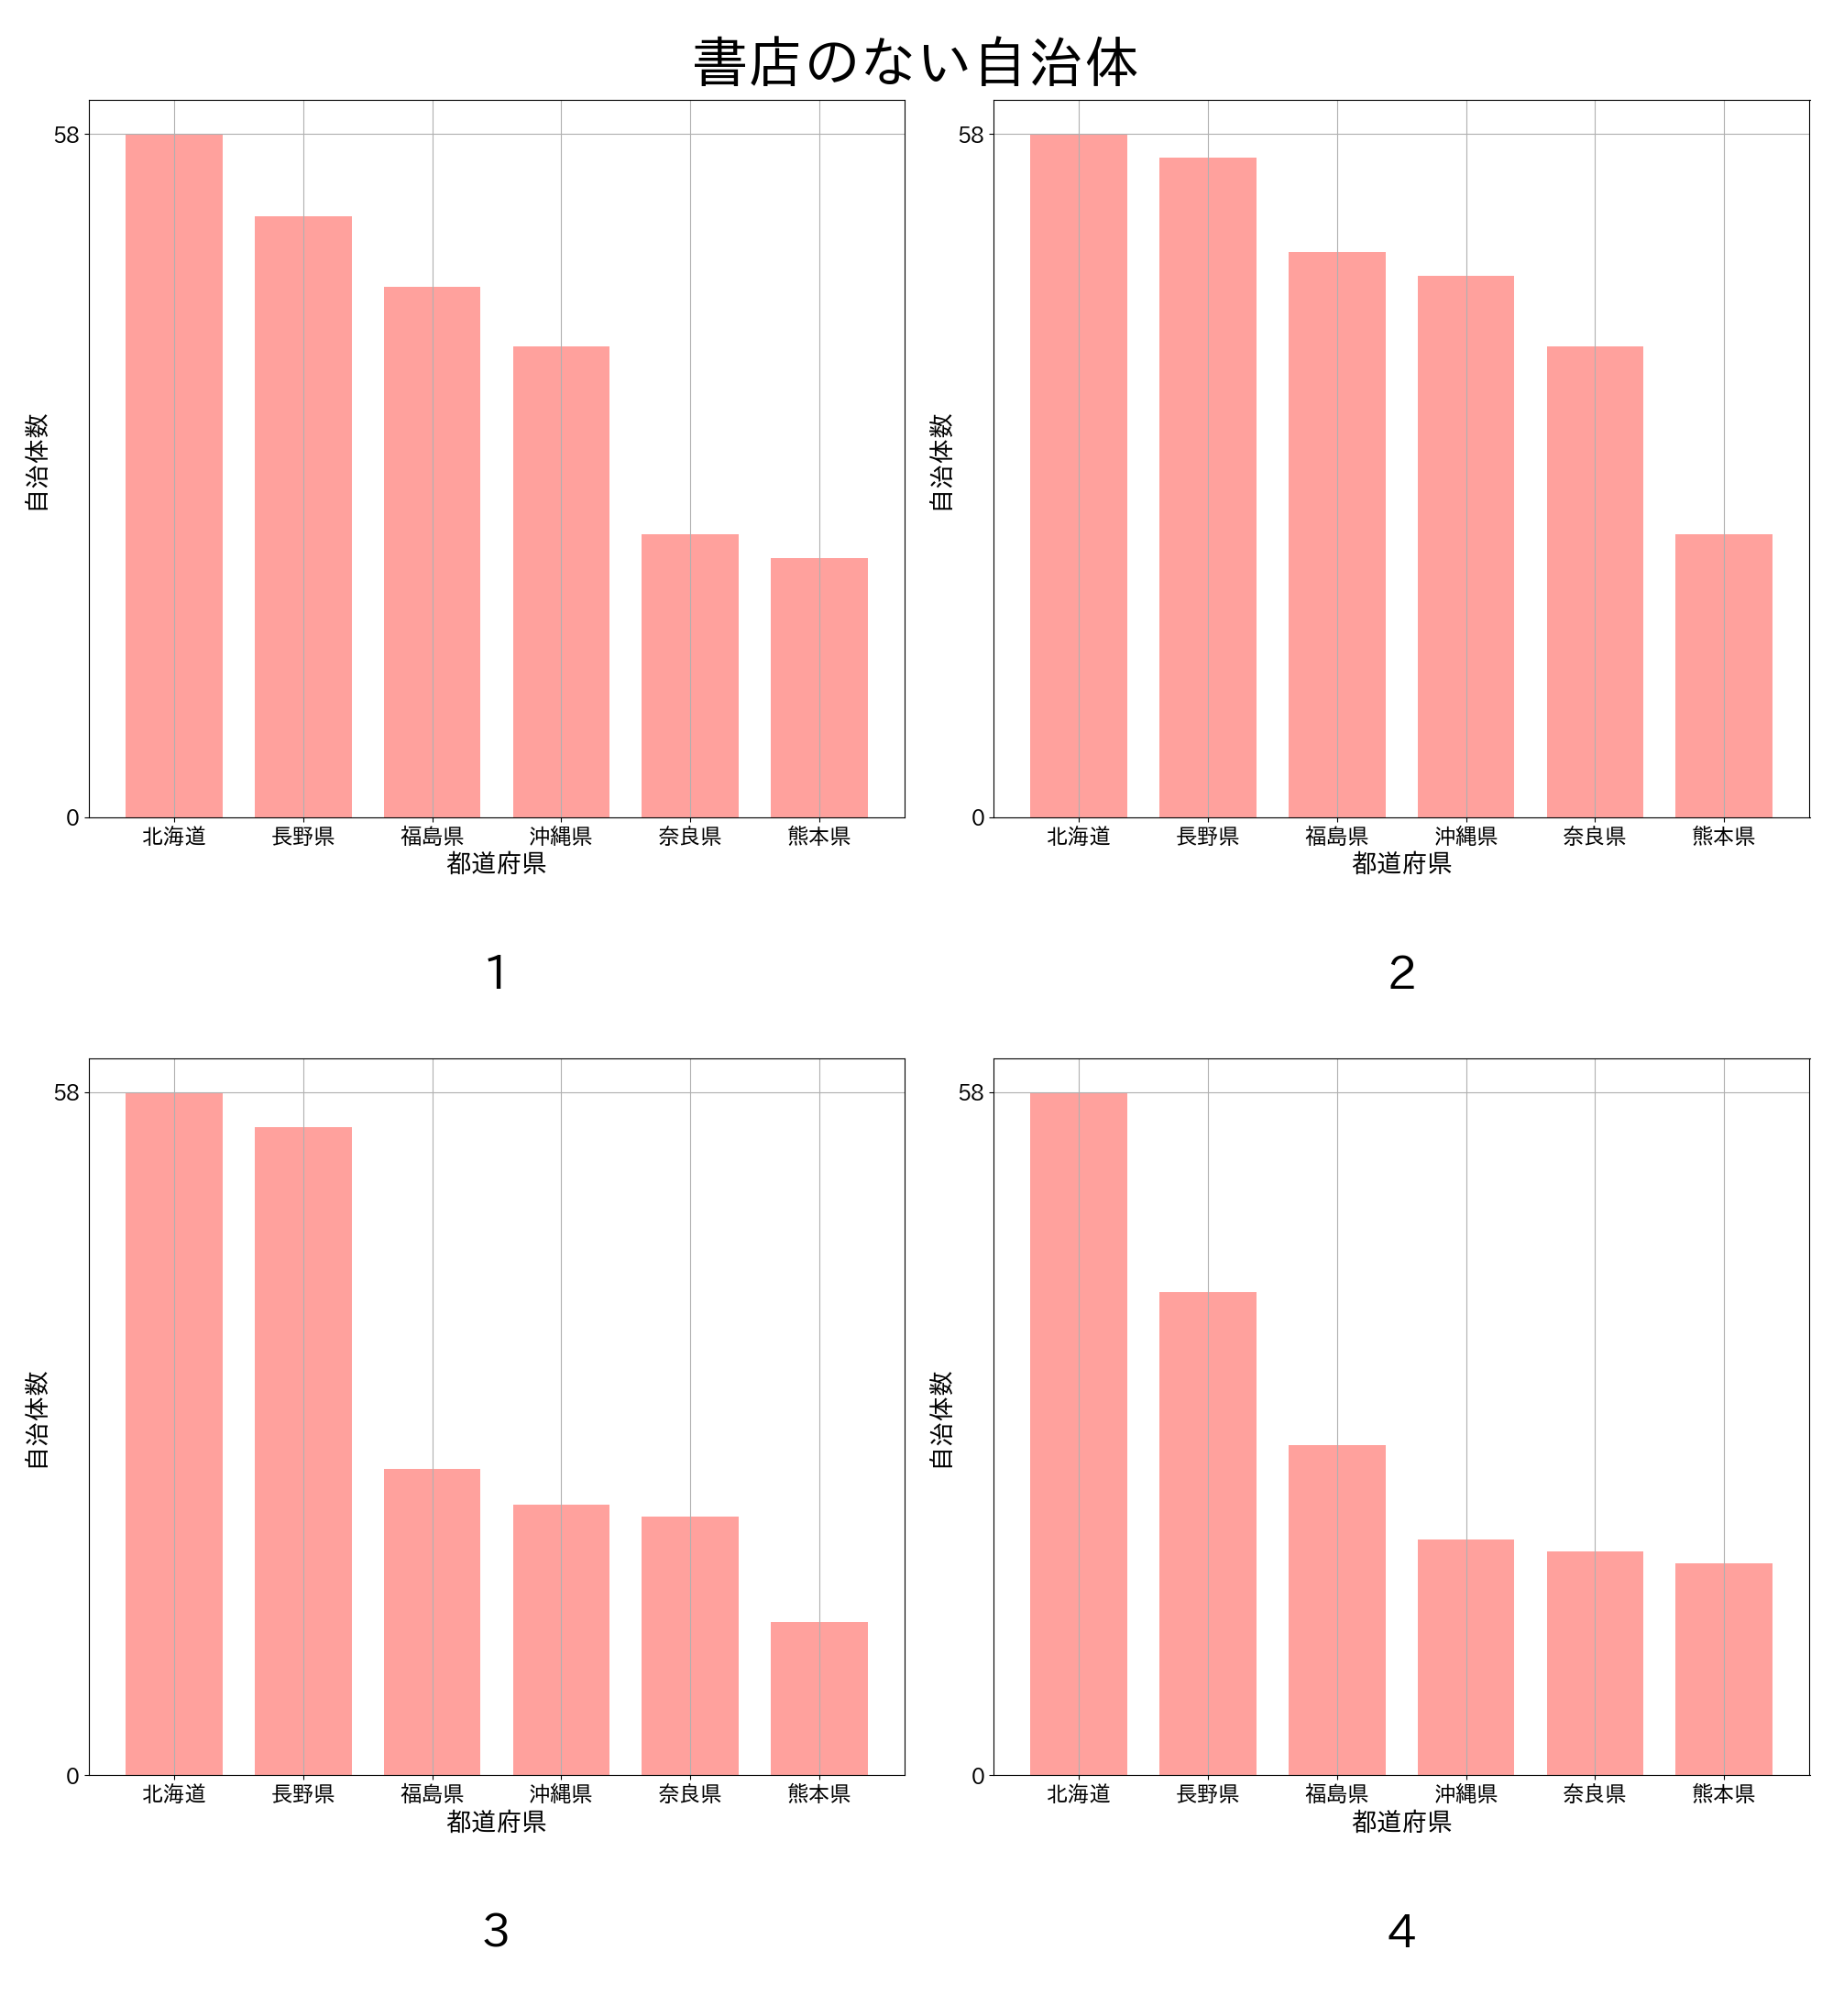 書店のない自治体
58
0
自治体数
北海道 長野県 福島県 沖縄県 奈良県 熊本県
都道府県
1
58
0
自治体数
北海道 長野県 福島県 沖縄県 奈良県 熊本県
都道府県
2
58
0
自治体数
北海道 長野県 福島県 沖縄県 奈良県 熊本県
都道府県
3
58
0
自治体数
北海道 長野県 福島県 沖縄県 奈良県 熊本県
都道府県
4